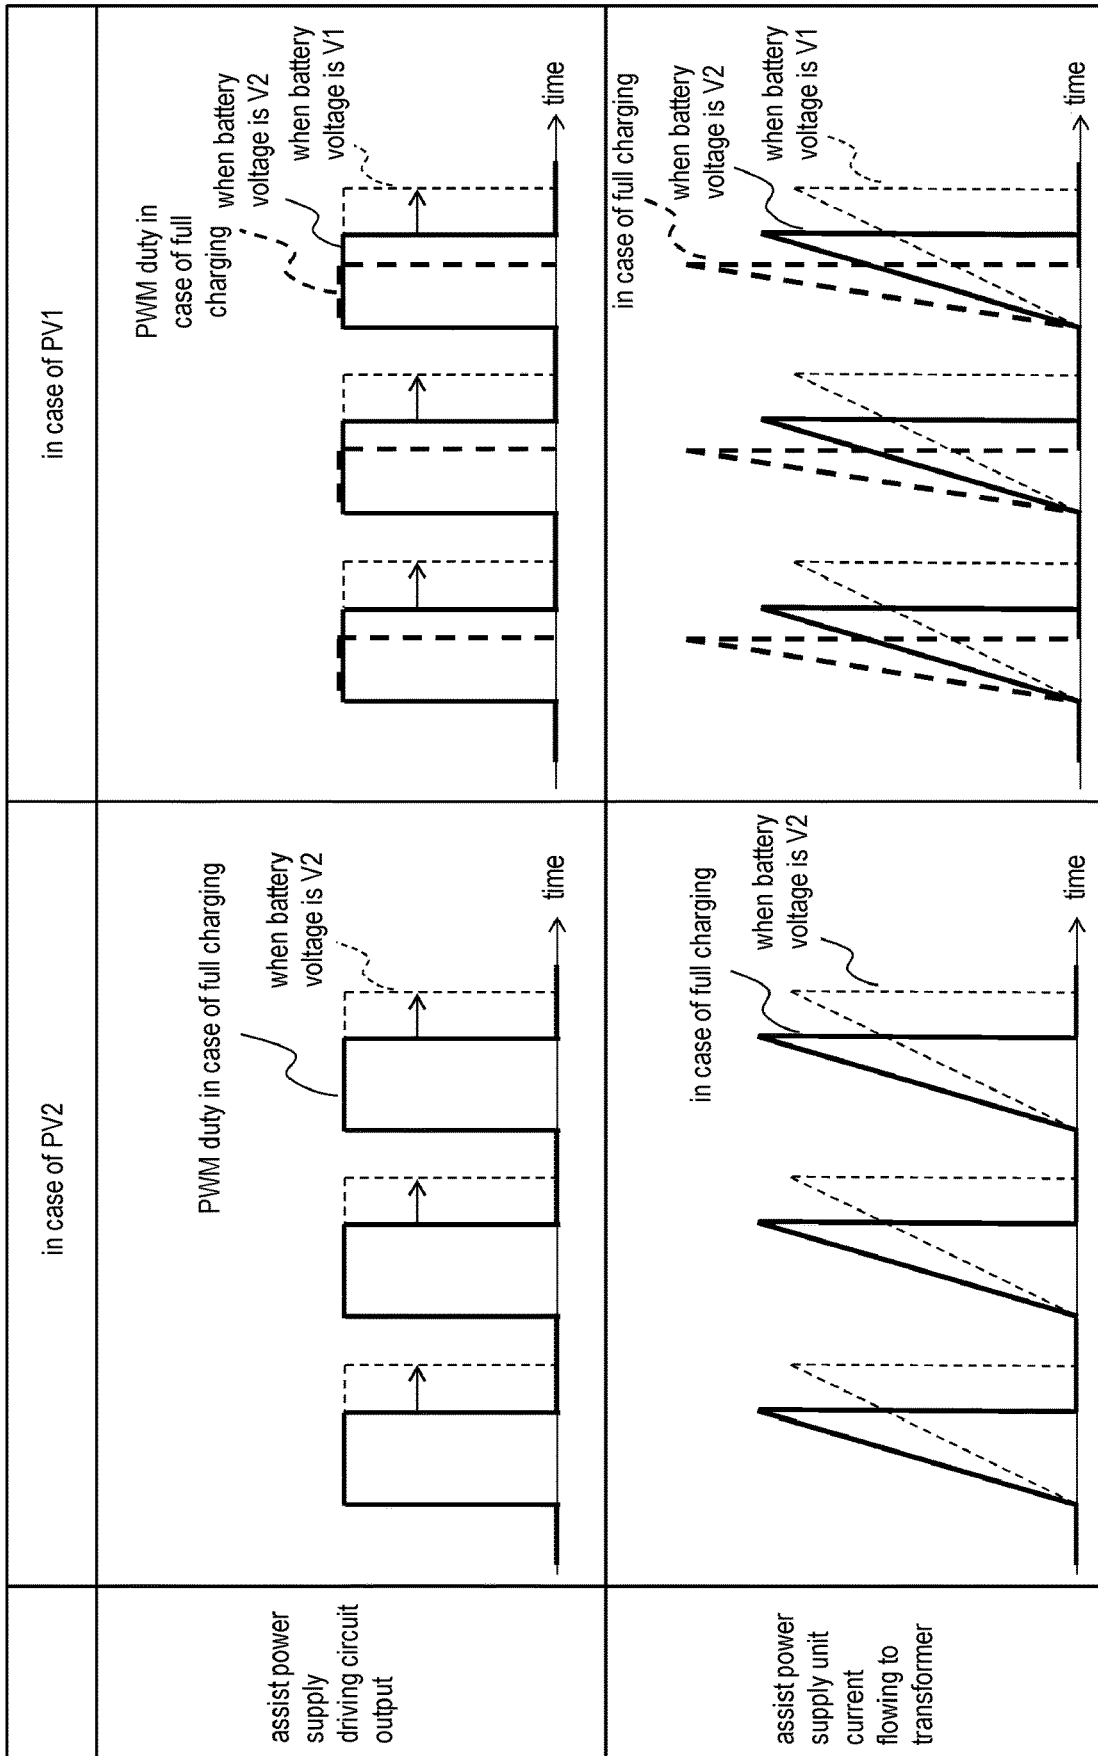 in case of PV2
in case of PV1
assist power
supply
driving circuit
output
PWM duty in case of full charging
when battery
voltage is V2
time
PWM duty in
case of full
charging
when battery
voltage is V2
when battery
voltage is V1
time
assist power
supply unit
current
flowing to
transformer
in case of full charging
when battery
voltage is V2
time
in case of full charging
when battery
voltage is V2
when battery
voltage is V1
time